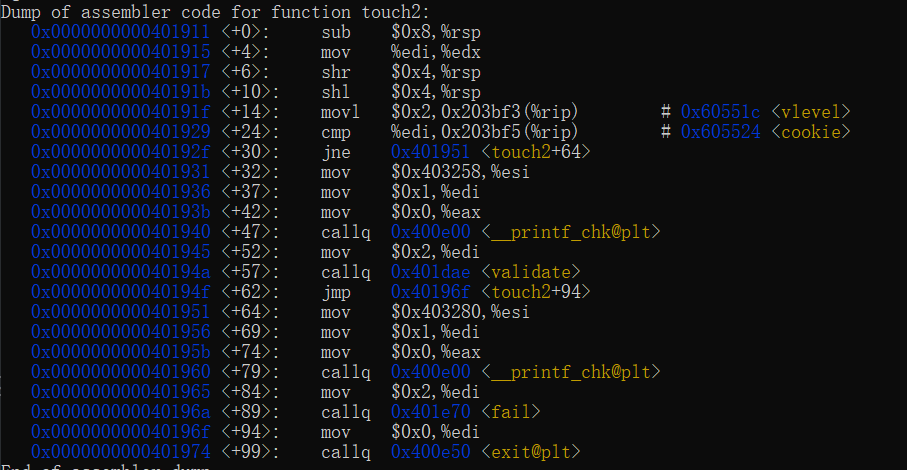 Dump of assembler code for function touch2:
0x0000000000401911 <+0>: sub $0x8,%rsp
0x0000000000401915 <+4>: mov %edi,%edx
0x0000000000401917 <+6>: shr $0x4,%rsp
0x000000000040191b <+10>: shl $0x4,%rsp
0x000000000040191f <+14>: movl $0x2,0x203bf3(%rip) # 0x60551c <vlevel>
0x0000000000401929 <+24>: cmp %edi,0x203bf5(%rip) # 0x605524 <cookie>
0x000000000040192f <+30>: jne 0x401951 <touch2+64>
0x0000000000401931 <+32>: mov $0x403258,%esi
0x0000000000401936 <+37>: mov $0x1,%edi
0x000000000040193b <+42>: mov $0x0,%eax
0x0000000000401940 <+47>: callq 0x400e00 <__printf_chk@plt>
0x0000000000401945 <+52>: mov $0x2,%edi
0x000000000040194a <+57>: callq 0x401dae <validate>
0x000000000040194f <+62>: jmp 0x40196f <touch2+94>
0x0000000000401951 <+64>: mov $0x403280,%esi
0x0000000000401956 <+69>: mov $0x1,%edi
0x000000000040195b <+74>: mov $0x0,%eax
0x0000000000401960 <+79>: callq 0x400e00 <__printf_chk@plt>
0x0000000000401965 <+84>: mov $0x2,%edi
0x000000000040196a <+89>: callq 0x401e70 <fail>
0x000000000040196f <+94>: mov $0x0,%edi
0x0000000000401974 <+99>: callq 0x400e50 <exit@plt>
End of assembler dump